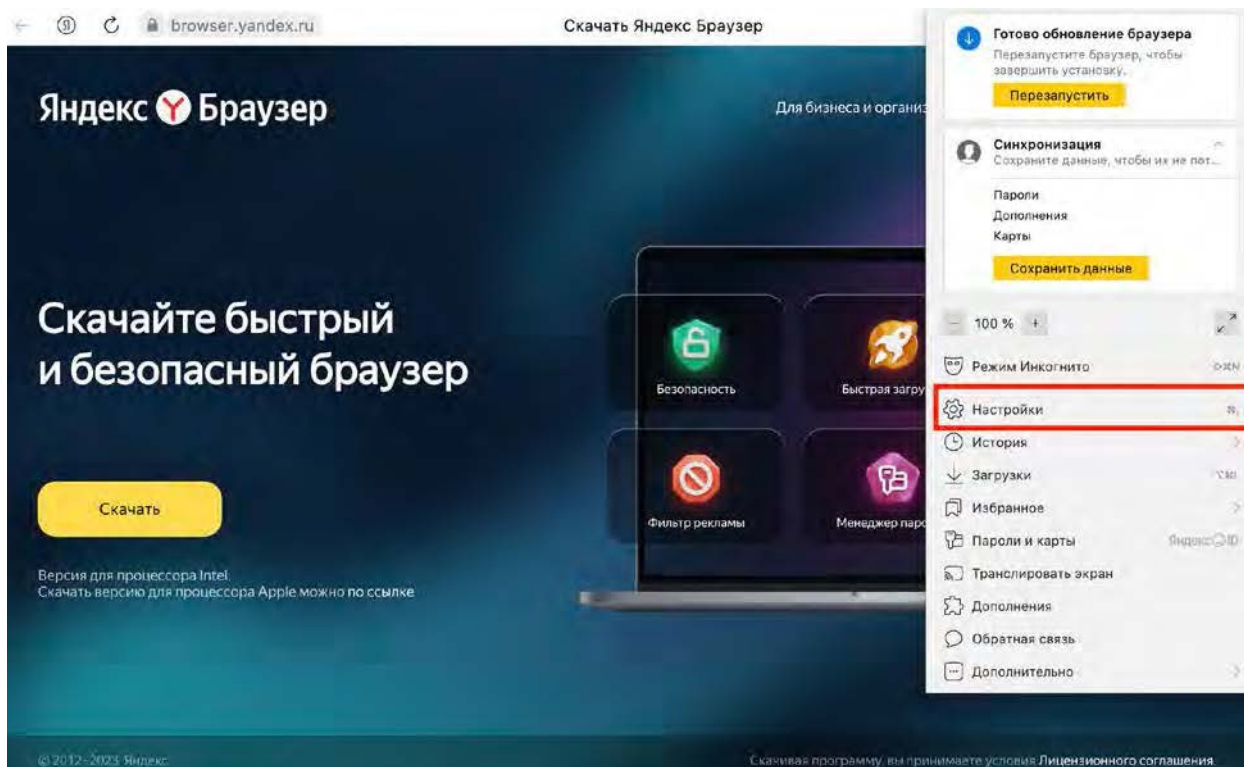 browser.yandex.ru
Скачать Яндекс Браузер
Яндекс Браузер
Для бизнеса и организ
Скачайте быстрый
и безопасный браузер
Скачать
Версия для процессора Intel.
Скачать версию для процессора Apple можно по ссылке
Безопасность
Быстрая загру
Фильтр рекламы
Менеджер паро
© 2012–2023 Яндекс
Скачивая программу, вы принимаете условия Лицензионного соглашения
Готово обновление браузера
Перезапустите браузер, чтобы
завершить установку.
Перезапустить
Синхронизация
Сохраните данные, чтобы их не пот...
Пароли
Дополнения
Карты
Сохранить данные
– 100 % +
Режим Инкогнито
Настройки
История
Загрузки
Избранное
Пароли и карты
Яндекс ID
Транслировать экран
Дополнения
Обратная связь
Дополнительно